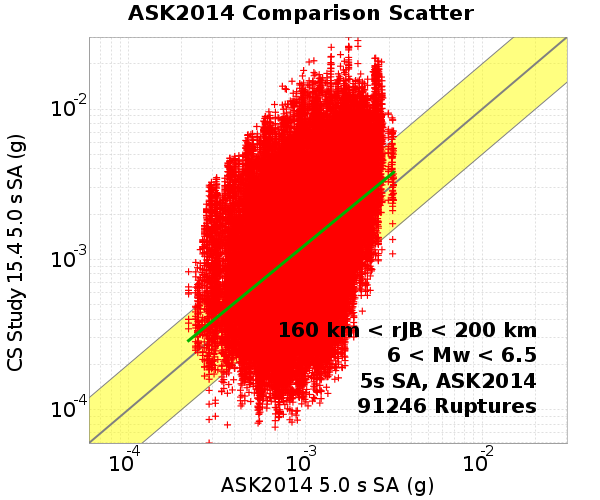 ASK2014 Comparison Scatter
CS Study 15.4 5.0 s SA (g)
10-2
10-3
10-4
160 km < rJB < 200 km
6 < Mw < 6.5
5s SA, ASK2014
91246 Ruptures
10-4
10-3
10-2
ASK2014 5.0 s SA (g)